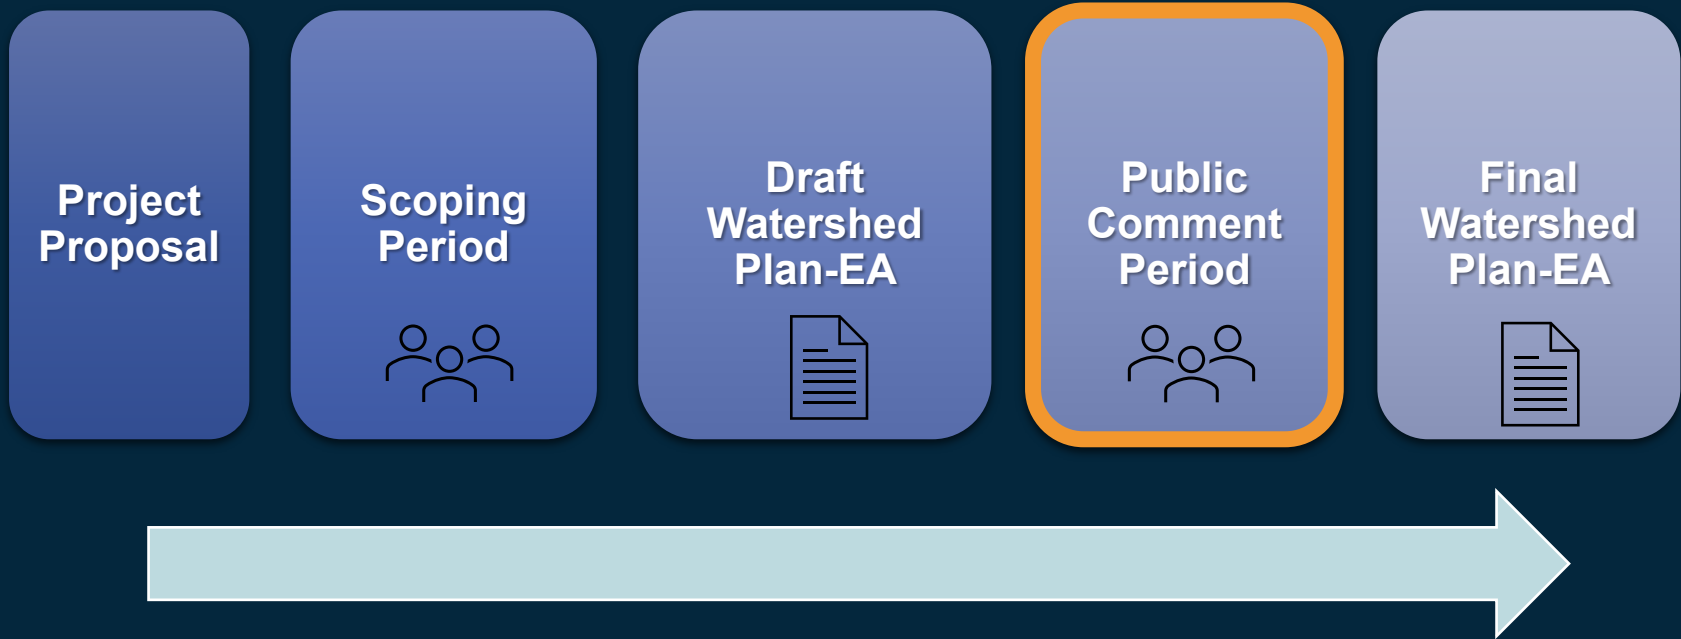 Project
Proposal
Scoping
Period
Draft
Watershed
Plan-EA
Public
Comment
Period
Final
Watershed
Plan-EA